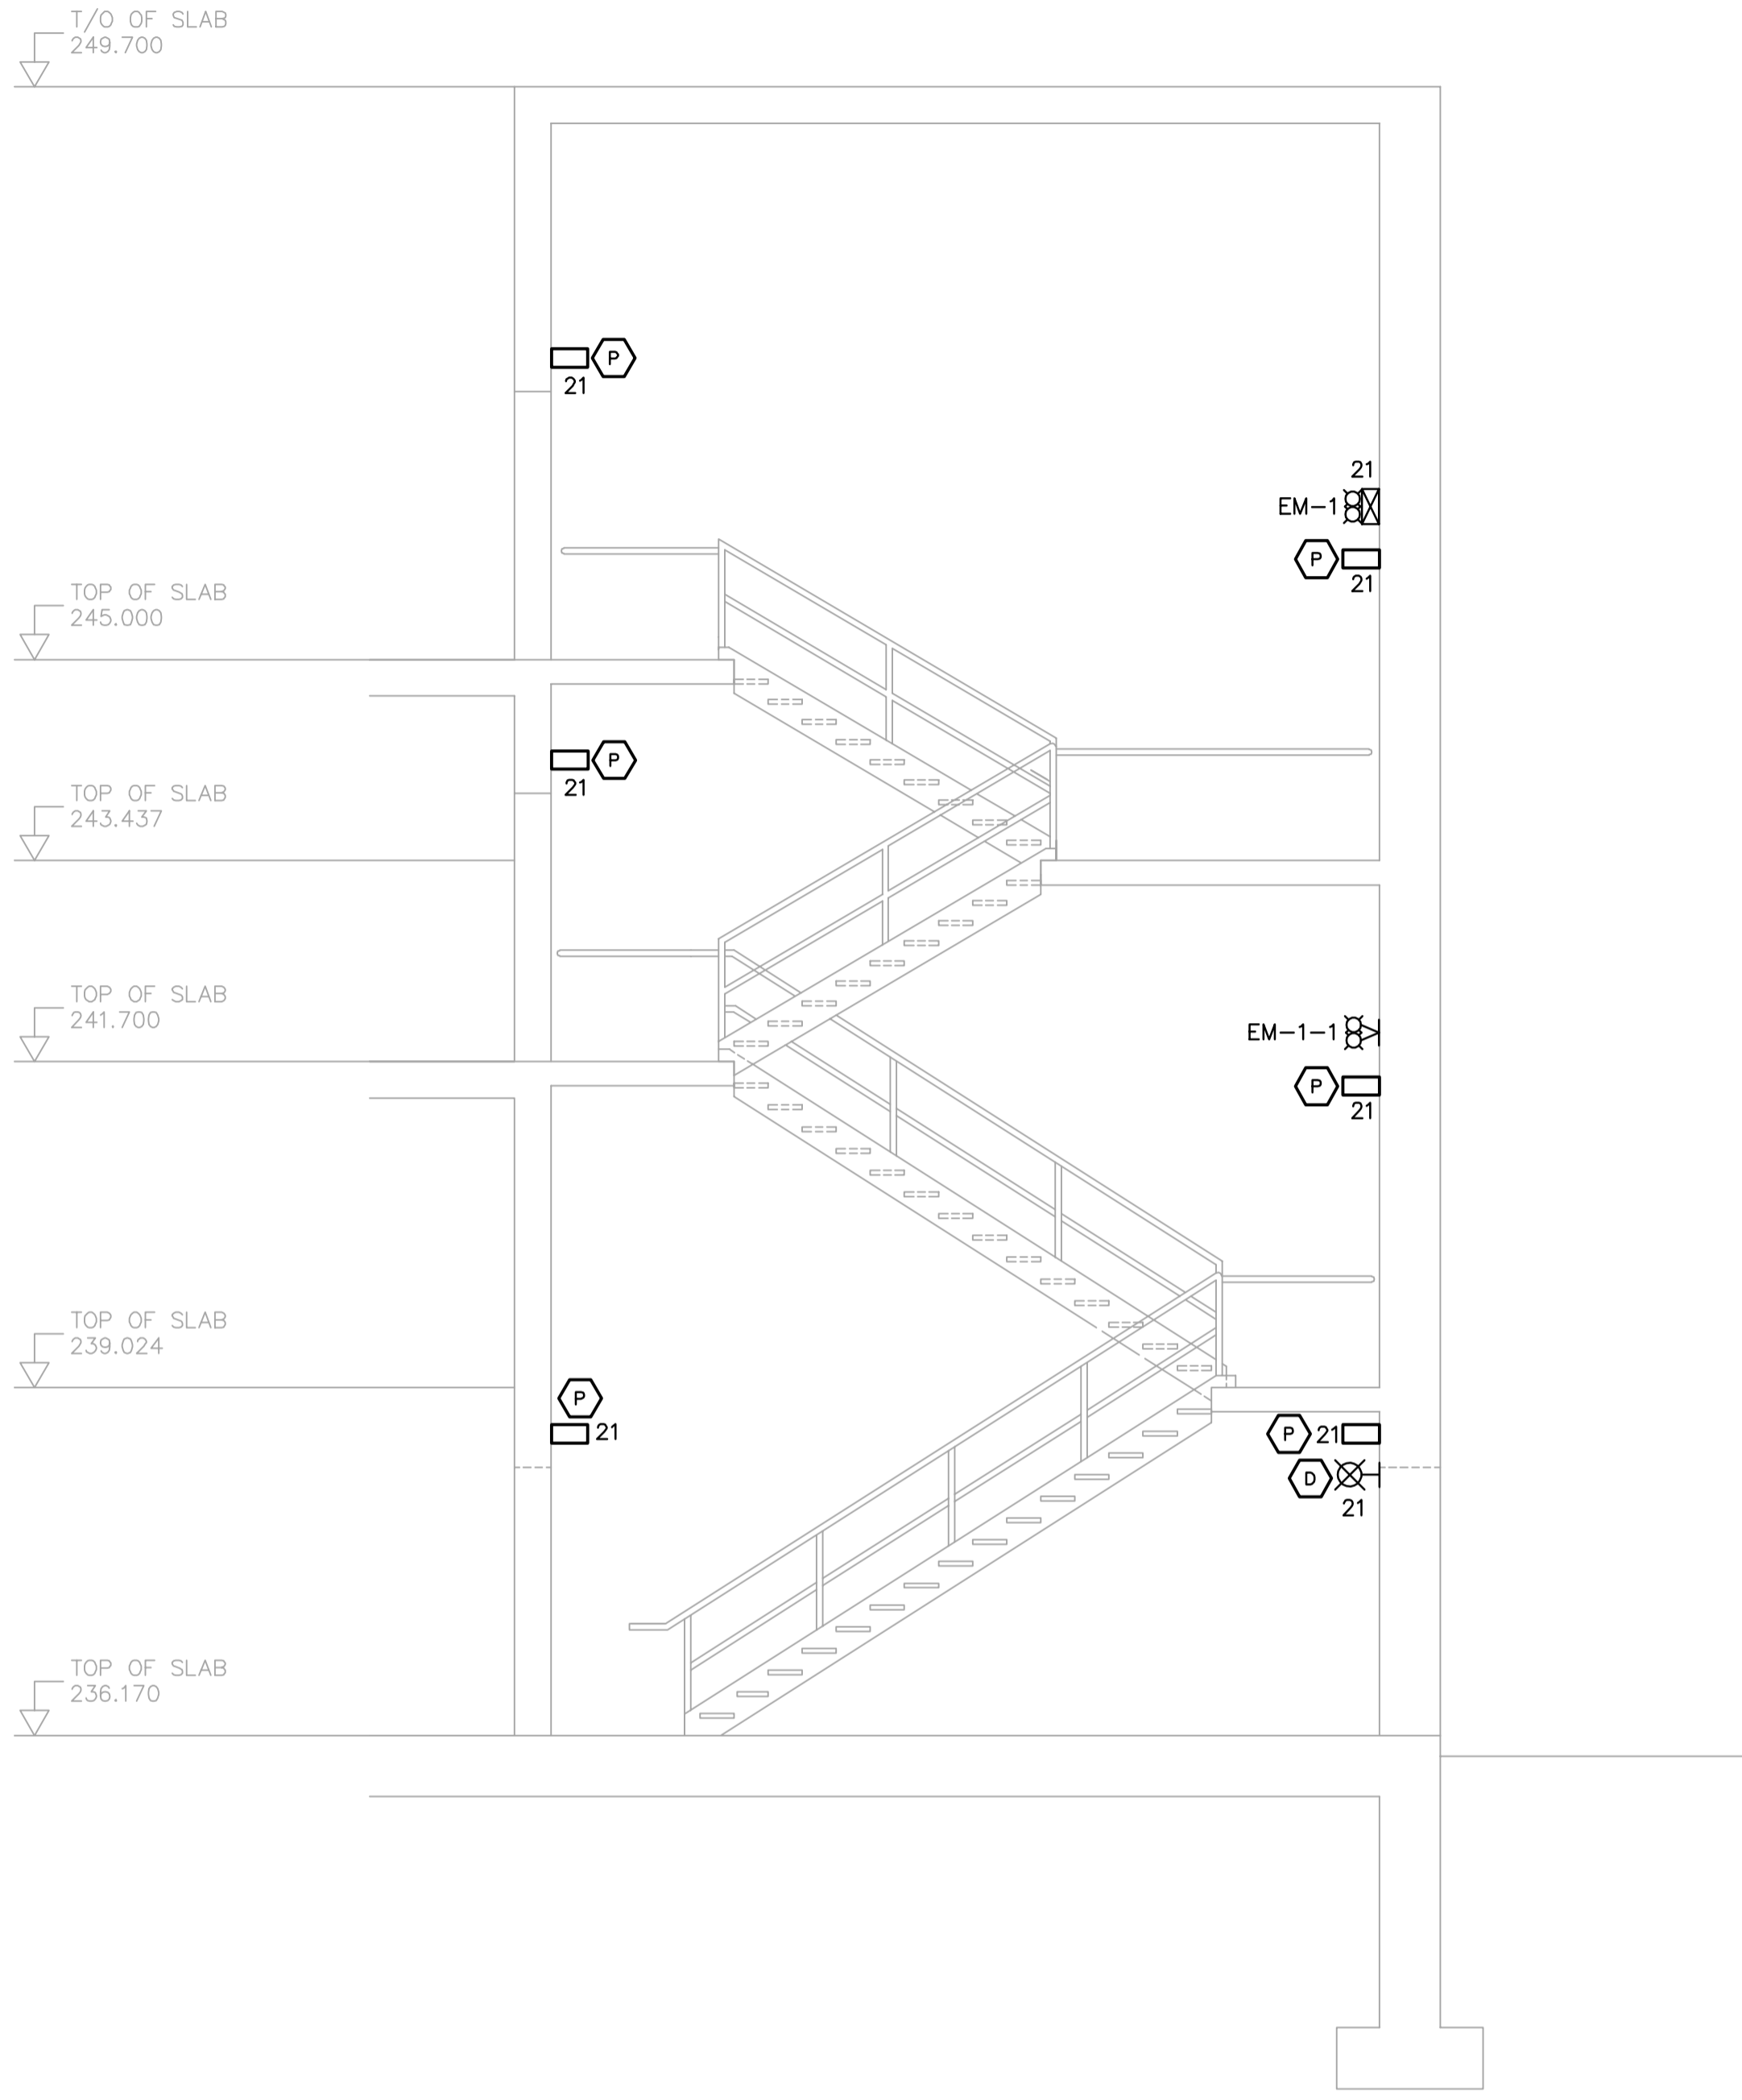 T/O OF SLAB
249.700
P
21
21
EM-1
P
21
TOP OF SLAB
245.000
P
21
TOP OF SLAB
243.437
TOP OF SLAB
241.700
EM-1-1
P
21
TOP OF SLAB
239.024
P
21
P 21
D
21
TOP OF SLAB
236.170